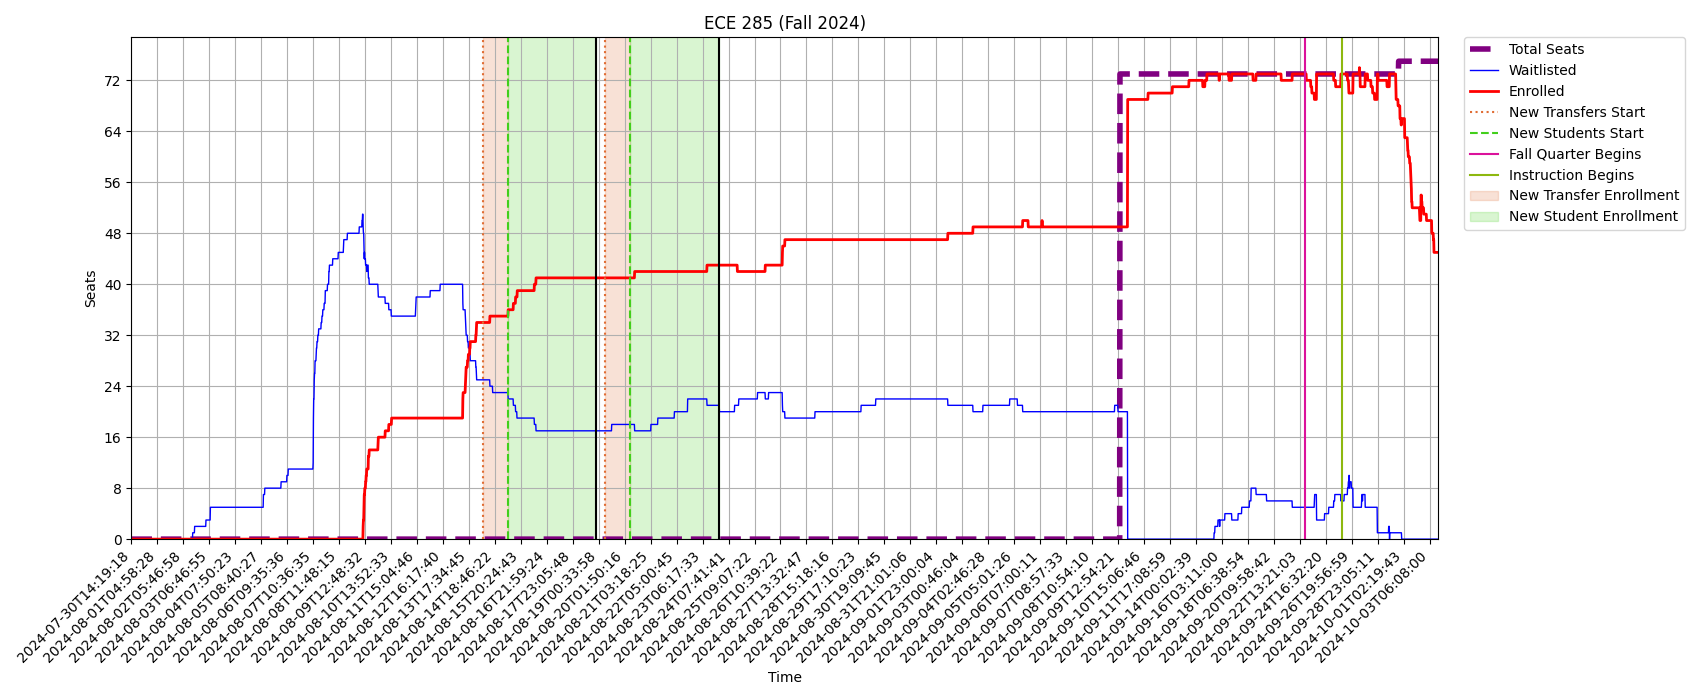 ECE 285 (Fall 2024)
Total Seats
Waitlisted
Enrolled
New Transfers Start
New Students Start
Fall Quarter Begins
Instruction Begins
New Transfer Enrollment
New Student Enrollment
Seats
72
64
56
48
40
32
24
16
8
0
2024-07-30T14:19:18
2024-08-01T04:58:28
2024-08-02T05:46:58
2024-08-03T06:46:55
2024-08-04T07:50:23
2024-08-05T08:40:27
2024-08-06T09:35:36
2024-08-07T10:36:35
2024-08-08T11:48:15
2024-08-09T12:48:32
2024-08-10T13:52:33
2024-08-11T15:04:46
2024-08-12T16:17:40
2024-08-13T17:34:45
2024-08-14T18:46:22
2024-08-15T20:24:43
2024-08-16T21:59:24
2024-08-17T23:05:48
2024-08-19T00:33:58
2024-08-20T01:50:16
2024-08-21T03:18:25
2024-08-22T05:00:45
2024-08-23T06:17:33
2024-08-24T07:41:41
2024-08-25T09:07:22
2024-08-26T10:39:22
2024-08-27T13:32:47
2024-08-28T15:18:16
2024-08-29T17:10:23
2024-08-30T19:09:45
2024-08-31T21:01:06
2024-09-01T23:00:04
2024-09-03T00:46:04
2024-09-04T02:46:28
2024-09-05T05:01:26
2024-09-06T07:00:11
2024-09-07T08:57:33
2024-09-08T10:54:10
2024-09-09T12:54:21
2024-09-10T15:06:46
2024-09-11T17:08:59
2024-09-14T00:02:39
2024-09-16T03:11:00
2024-09-18T06:38:54
2024-09-20T09:58:42
2024-09-22T13:21:03
2024-09-24T16:32:20
2024-09-26T19:56:59
2024-09-28T23:05:11
2024-10-01T02:19:43
2024-10-03T06:08:00
Time